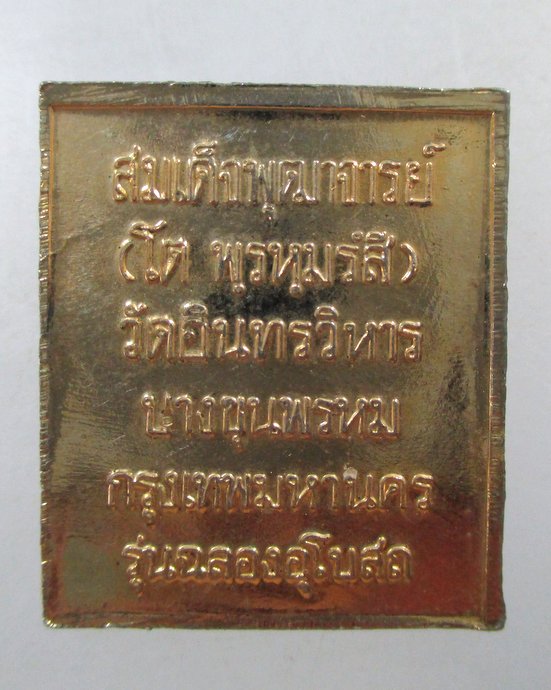 สมเด็จพุฒาจารย์
(โต พฺรหฺมรํสี)
วัดอินทรวิหาร
บางขุนพรหม
กรุงเทพมหานคร
รุ่นฉลองอุโบสถ